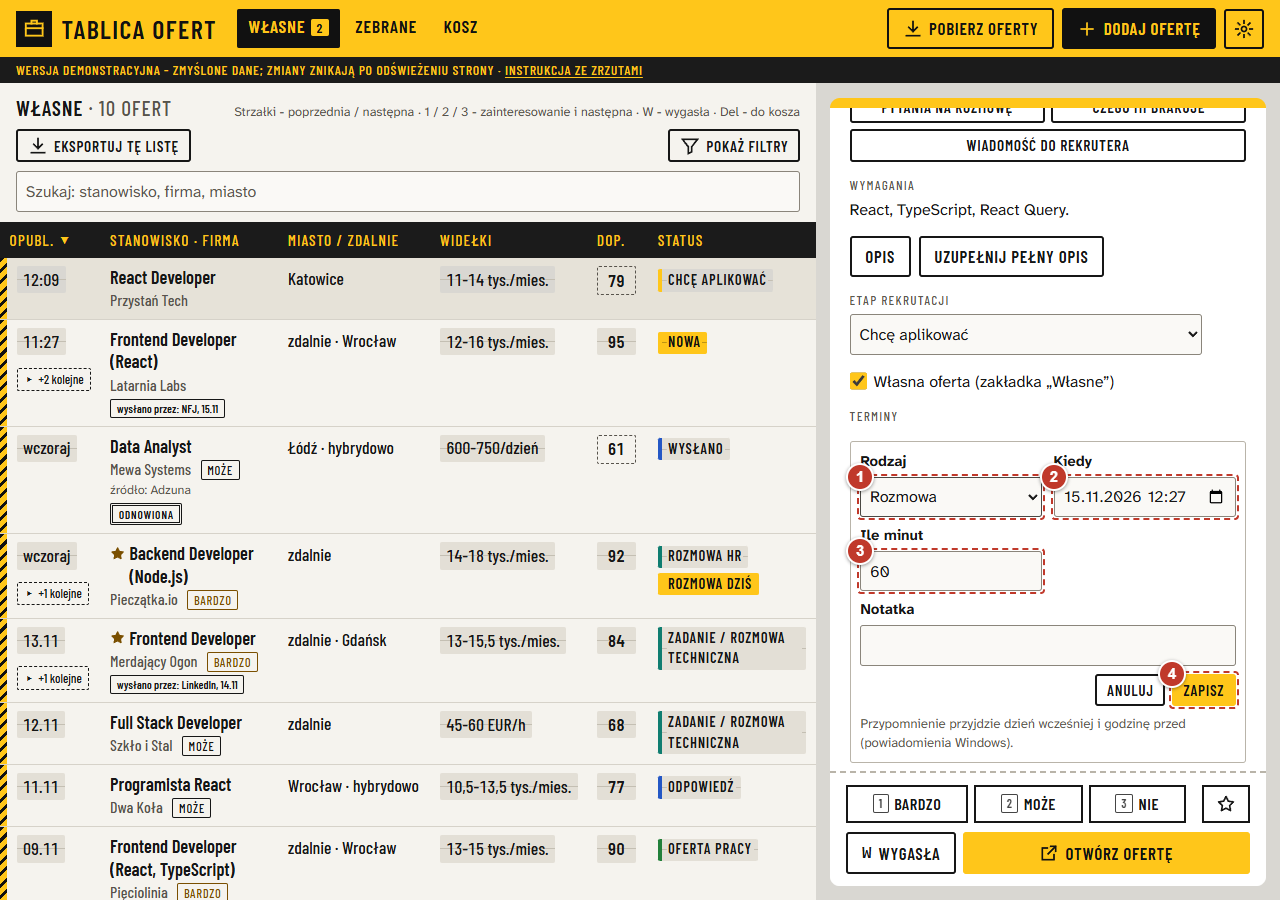 TABLICA OFERT
WŁASNE 2
ZEBRANE
KOSZ
POBIERZ OFERTY
DODAJ OFERTĘ
WERSJA DEMONSTRACYJNA - ZMYŚLONE DANE; ZMIANY ZNIKAJĄ PO ODŚWIEŻENIU STRONY · INSTRUKCJA ZE ZRZUTAMI
WŁASNE · 10 OFERT
Strzałki - poprzednia / następna · 1 / 2 / 3 - zainteresowanie i następna · W - wygasła · Del - do kosza
EKSPORTUJ TĘ LISTĘ
POKAŻ FILTRY
Szukaj: stanowisko, firma, miasto
OPUBL. ▼ STANOWISKO · FIRMA MIASTO / ZDALNIE WIDEŁKI DOP. STATUS
12:09 React Developer Katowice 11-14 tys./mies. 79 CHCĘ APLIKOWAĆ
Przystań Tech
11:27 Frontend Developer zdalnie · Wrocław 12-16 tys./mies. 95 NOWA
(React)
+2 kolejne Latarnia Labs
wysłano przez: NFJ, 15.11
wczoraj Data Analyst Łódź · hybrydowo 600-750/dzień 61 WYSŁANO
Mewa Systems MOŻE
źródło: Adzuna
ODNOWIONA
wczoraj Backend Developer zdalnie 14-18 tys./mies. 92 ROZMOWA HR
(Node.js) ROZMOWA DZIŚ
+1 kolejne Pieczątka.io BARDZO
13.11 Frontend Developer zdalnie · Gdańsk 13-15,5 tys./mies. 84 ZADANIE / ROZMOWA
Merdający Ogon BARDZO TECHNICZNA
+1 kolejne wysłano przez: LinkedIn, 14.11
12.11 Full Stack Developer zdalnie 45-60 EUR/h 68 ZADANIE / ROZMOWA
Szkło i Stal MOŻE TECHNICZNA
11.11 Programista React Wrocław · hybrydowo 10,5-13,5 tys./mies. 77 ODPOWIEDŹ
Dwa Koła MOŻE
09.11 Frontend Developer zdalnie · Wrocław 13-15 tys./mies. 90 OFERTA PRACY
(React, TypeScript)
Pięciolinia BARDZO
PYTANIA NA ROZMOWĘ
CZEGO MI BRAKUJE
WIADOMOŚĆ DO REKRUTERA
WYMAGANIA
React, TypeScript, React Query.
OPIS
UZUPEŁNIJ PEŁNY OPIS
ETAP REKRUTACJI
Chcę aplikować
Własna oferta (zakładka „Własne”)
TERMINY
Rodzaj Kiedy
1 2
Rozmowa 15.11.2026 12:27
Ile minut
3
60
Notatka
4
ANULUJ ZAPISZ
Przypomnienie przyjdzie dzień wcześniej i godzinę przed
(powiadomienia Windows).
1 BARDZO 2 MOŻE 3 NIE
W WYGASŁA OTWÓRZ OFERTĘ